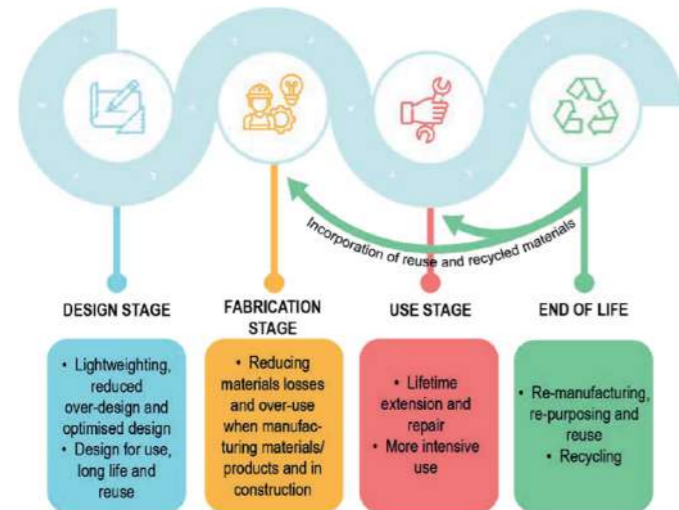 Incorporation of reuse and recycled materials
DESIGN STAGE
FABRICATION
STAGE
USE STAGE
END OF LIFE
• Lightweighting,
reduced
over-design and
optimised design
• Design for use,
long life and
reuse
• Reducing
materials losses
and over-use
when manufac-
turing materials/
products and in
construction
• Lifetime
extension and
repair
• More intensive
use
• Re-manufacturing,
re-purposing and
reuse
• Recycling